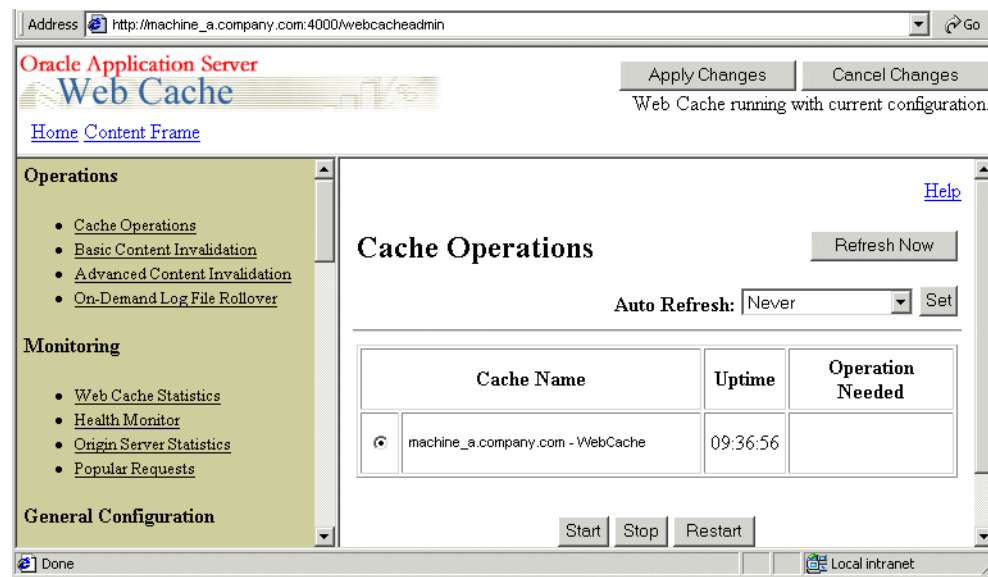 Address http://machine_a.company.com:4000/webcacheadmin Go
Oracle Application Server
Web Cache
Apply Changes Cancel Changes
Web Cache running with current configuration.
Home Content Frame
Operations
Cache Operations
Basic Content Invalidation
Advanced Content Invalidation
On-Demand Log File Rollover
Monitoring
Web Cache Statistics
Health Monitor
Origin Server Statistics
Popular Requests
General Configuration
Help
Cache Operations Refresh Now
Auto Refresh: Never Set
Cache Name Uptime Operation Needed
machine_a.company.com - WebCache 09:36:56
Start Stop Restart
Done Local intranet